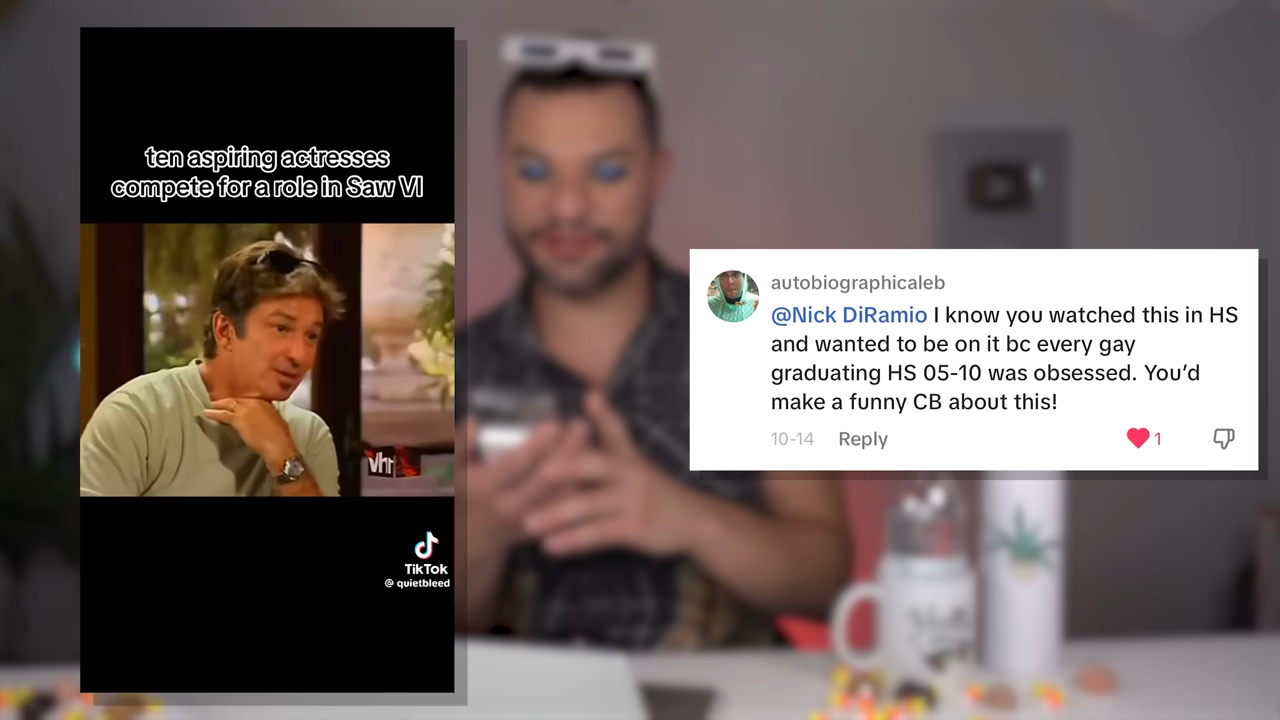 ten aspiring actresses
compete for a role in Saw VI
vh1
TikTok
@ quietbleed
autobiographicaleb
@Nick DiRamio I know you watched this in HS
and wanted to be on it bc every gay
graduating HS 05-10 was obsessed. You’d
make a funny CB about this!
10-14 Reply
1